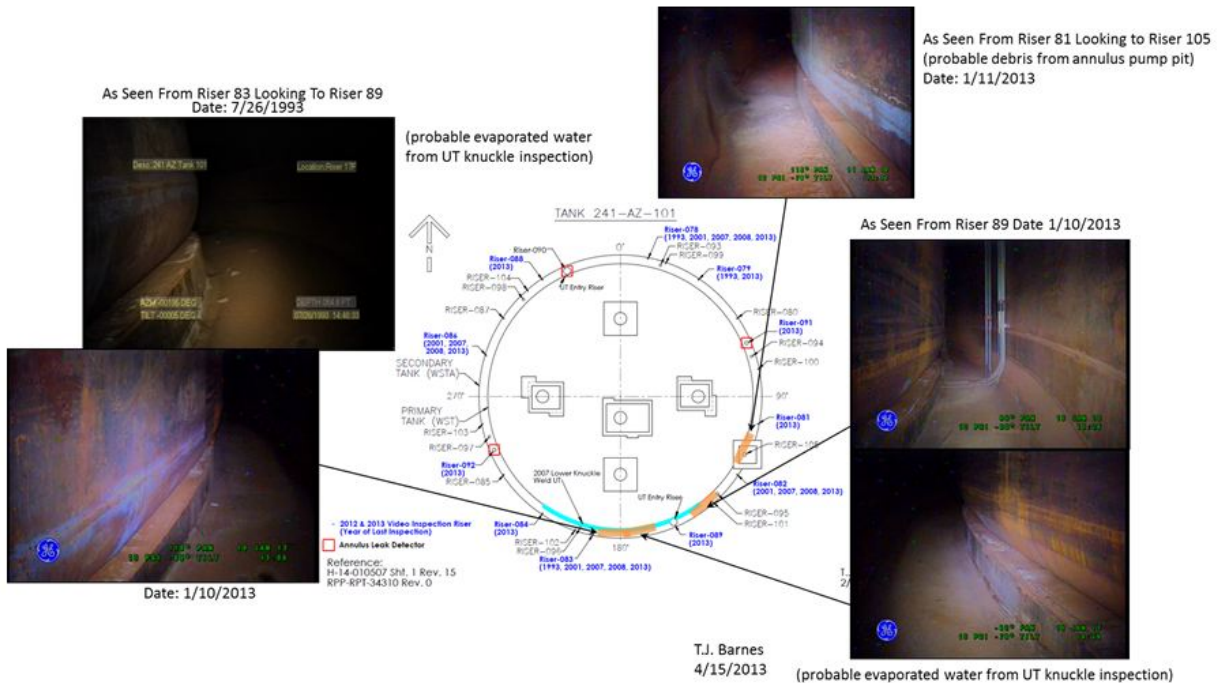 As Seen From Riser 81 Looking to Riser 105
(probable debris from annulus pump pit)
Date: 1/11/2013
As Seen From Riser 83 Looking To Riser 89
Date: 7/26/1993
(probable evaporated water
from UT knuckle inspection)
Desc: 241 AZ Tank 101
Location: Riser 17F
As Seen From Riser 89 Date 1/10/2013
TANK 241-AZ-101
N
0'
Riser-078
(1993, 2001, 2007, 2008, 2013)
RISER-093
RISER-099
Riser-090
Riser-088
(2013)
UT Entry Riser
Riser-079
(1993, 2013)
RISER-104
RISER-098
RISER-087
RISER-080
Riser-091
(2013)
RISER-094
RISER-100
Riser-086
(2001, 2007,
2008, 2013)
SECONDARY
TANK (WSTA)
270'
90'
PRIMARY
TANK (WST)
RISER-103
RISER-097
Riser-081
(2013)
Riser-092
(2013)
RISER-085
2007 Lower Knuckle
Weld UT
UT Entry Riser
Riser-082
(2001, 2007, 2008, 2013)
RISER-095
RISER-101
Riser-084
(2013)
RISER-102
RISER-096
Riser-083
(1993, 2001, 2007, 2008, 2013)
180'
Riser-089
(2013)
- 2012 & 2013 Video Inspection Riser
(Year of Last Inspection)
Annulus Leak Detector
Reference:
H-14-010507 Sht. 1 Rev. 15
RPP-RPT-34310 Rev. 0
Date: 1/10/2013
T.J. Barnes
4/15/2013
(probable evaporated water from UT knuckle inspection)